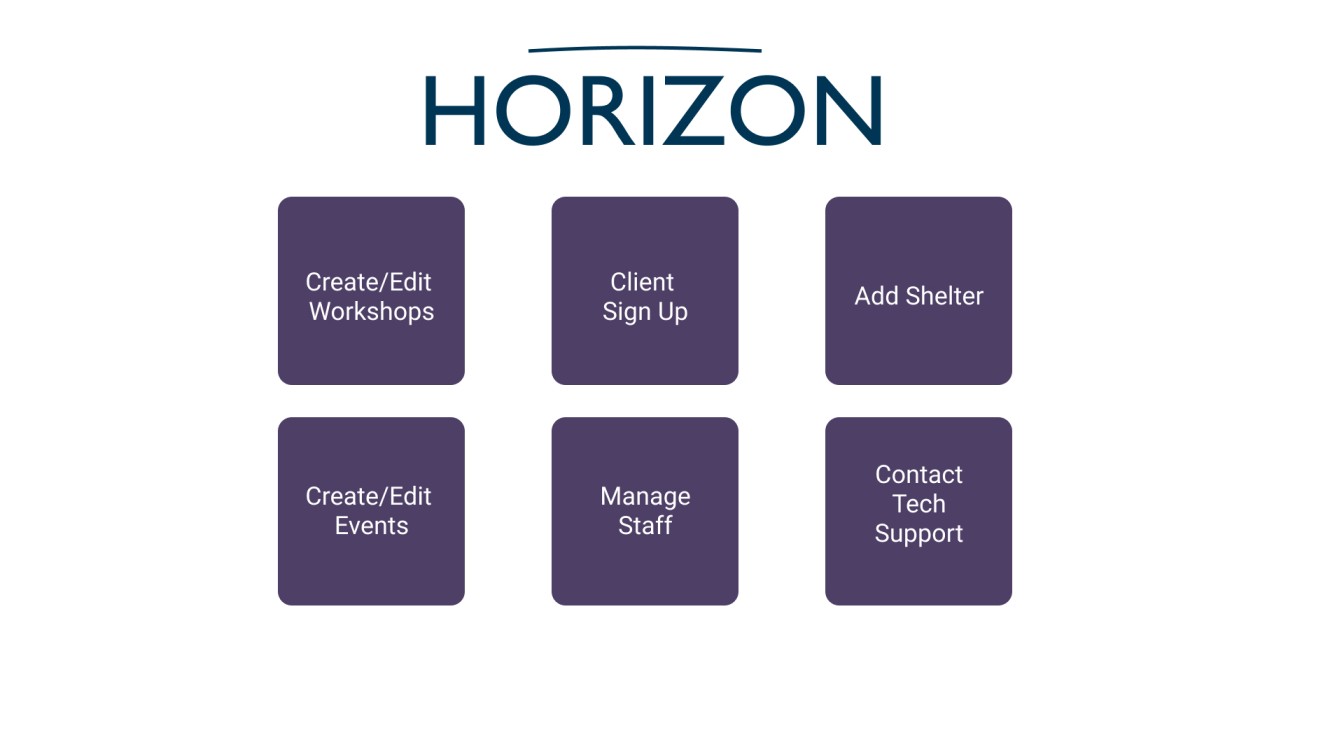 HORIZON
Create/Edit
Workshops
Client
Sign Up
Add Shelter
Create/Edit
Events
Manage
Staff
Contact
Tech
Support